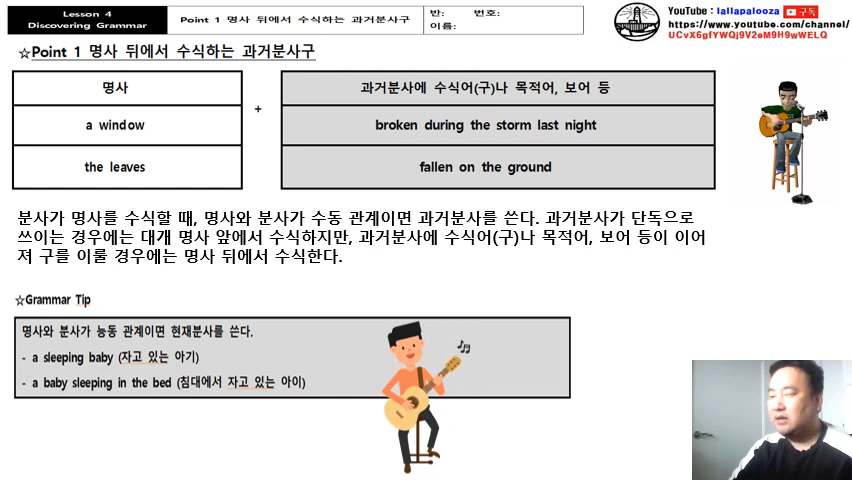 Lesson 4
Discovering Grammar
Point 1 명사 뒤에서 수식하는 과거분사구
반: 번호:
이름:
YouTube : lallapalooza 구독
https://www.youtube.com/channel/
UCvX6gfYWQj9V2eM9H9wWELQ
☆Point 1 명사 뒤에서 수식하는 과거분사구
명사
+
과거분사에 수식어(구)나 목적어, 보어 등
a window
broken during the storm last night
the leaves
fallen on the ground
분사가 명사를 수식할 때, 명사와 분사가 수동 관계이면 과거분사를 쓴다. 과거분사가 단독으로
쓰이는 경우에는 대개 명사 앞에서 수식하지만, 과거분사에 수식어(구)나 목적어, 보어 등이 이어
져 구를 이룰 경우에는 명사 뒤에서 수식한다.
☆Grammar Tip
명사와 분사가 능동 관계이면 현재분사를 쓴다.
- a sleeping baby (자고 있는 아기)
- a baby sleeping in the bed (침대에서 자고 있는 아이)